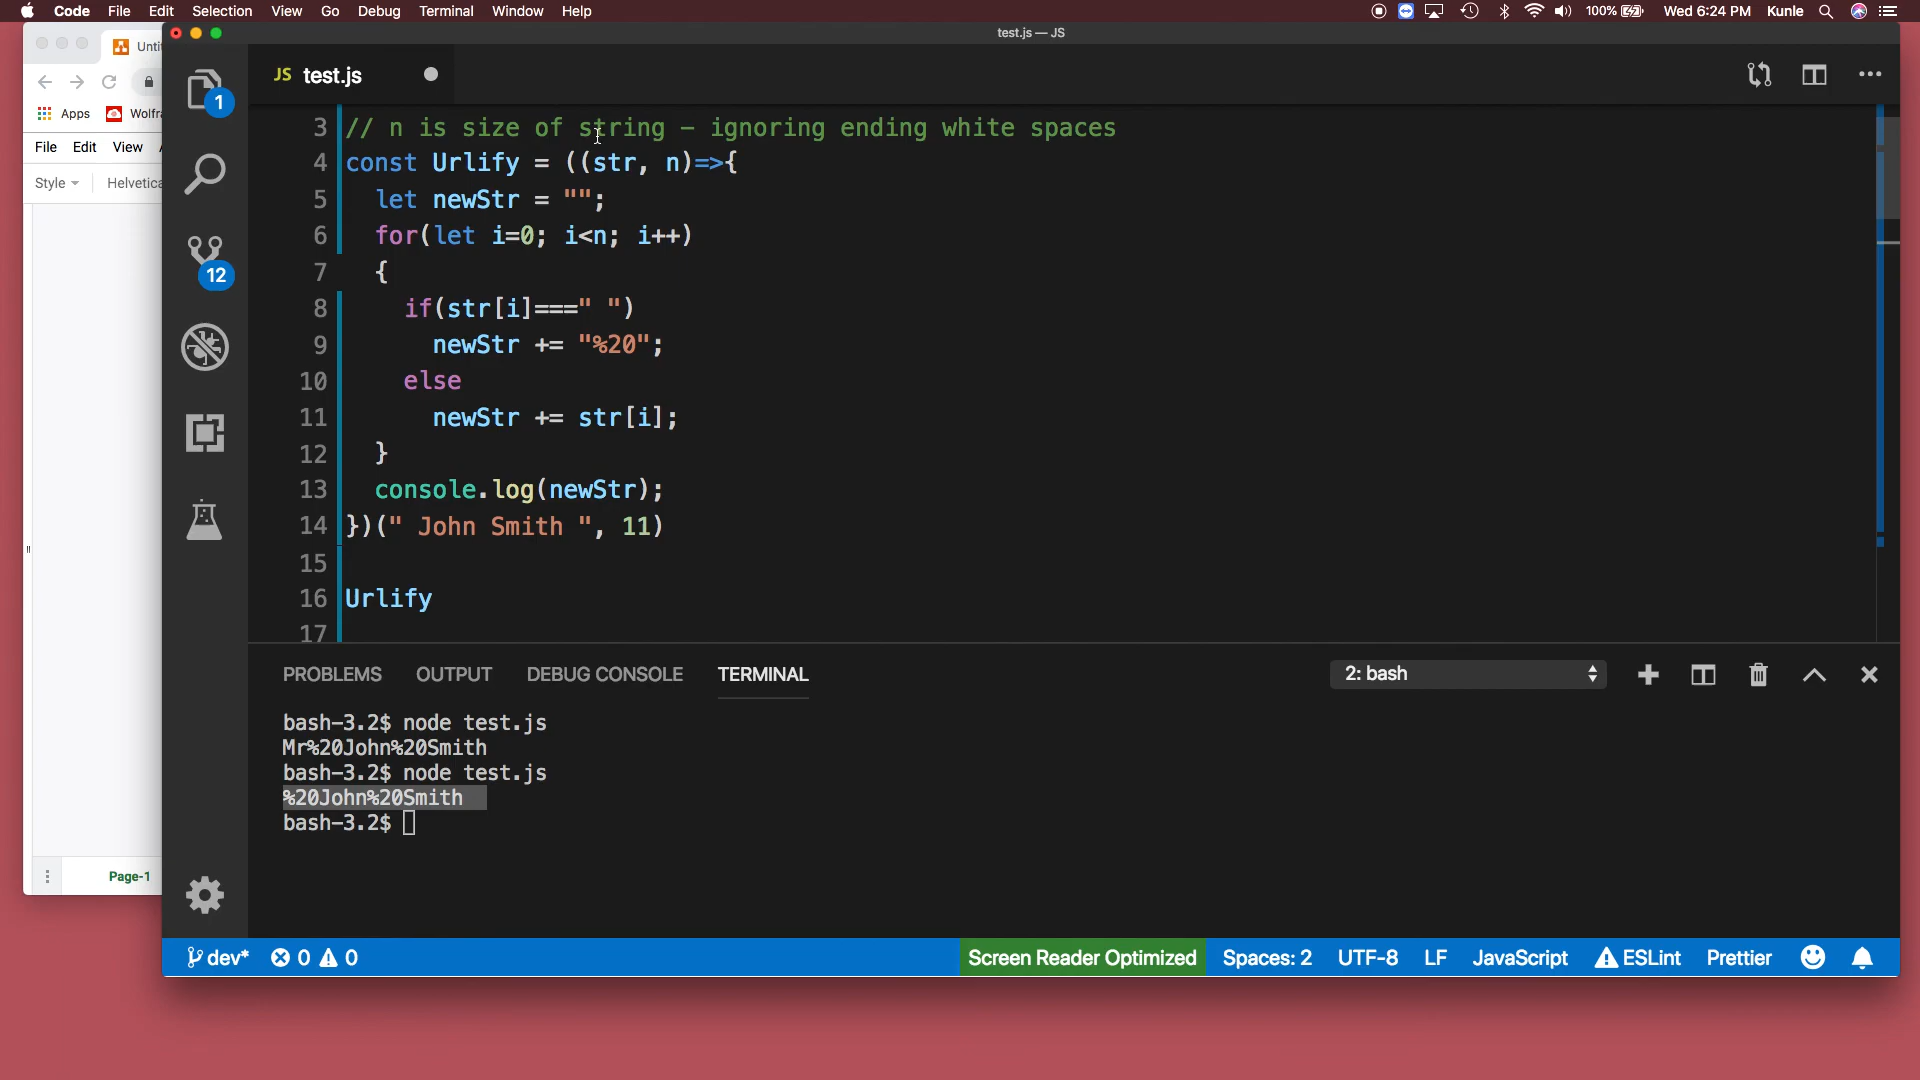 Code File Edit Selection View Go Debug Terminal Window Help
100% Wed 6:24 PM Kunle
test.js — JS
JS test.js
1
12
3 // n is size of string - ignoring ending white spaces
4 const Urlify = ((str, n)=>{
5 let newStr = "";
6 for(let i=0; i<n; i++)
7 {
8 if(str[i]===" ")
9 newStr += "%20";
10 else
11 newStr += str[i];
12 }
13 console.log(newStr);
14 })(" John Smith ", 11)
15
16 Urlify
17
PROBLEMS OUTPUT DEBUG CONSOLE TERMINAL
2: bash
bash-3.2$ node test.js
Mr%20John%20Smith
bash-3.2$ node test.js
%20John%20Smith
bash-3.2$
dev* 0 0
Screen Reader Optimized Spaces: 2 UTF-8 LF JavaScript ESLint Prettier
Apps
File Edit View
Style
Page-1